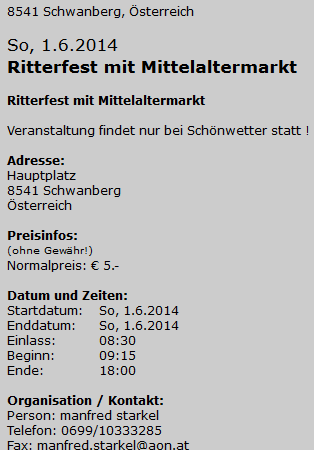 8541 Schwanberg, Österreich
So, 1.6.2014
Ritterfest mit Mittelaltermarkt
Ritterfest mit Mittelaltermarkt
Veranstaltung findet nur bei Schönwetter statt !
Adresse:
Hauptplatz
8541 Schwanberg
Österreich
Preisinfos:
(ohne Gewähr!)
Normalpreis: € 5.-
Datum und Zeiten:
Startdatum: So, 1.6.2014
Enddatum: So, 1.6.2014
Einlass: 08:30
Beginn: 09:15
Ende: 18:00
Organisation / Kontakt:
Person: manfred starkel
Telefon: 0699/10333285
Fax: manfred.starkel@aon.at